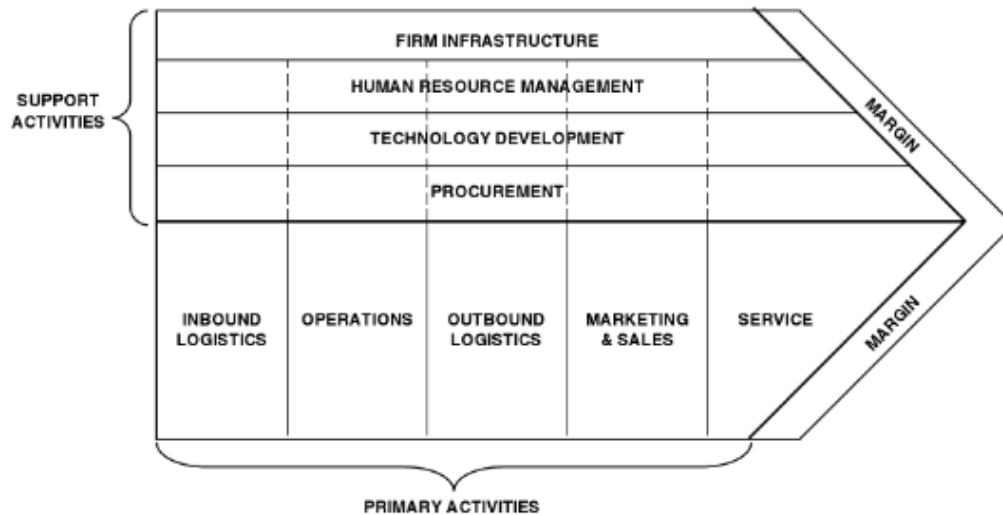 FIRM INFRASTRUCTURE
HUMAN RESOURCE MANAGEMENT
SUPPORT
ACTIVITIES
TECHNOLOGY DEVELOPMENT
PROCUREMENT
MARGIN
INBOUND
LOGISTICS
OPERATIONS
OUTBOUND
LOGISTICS
MARKETING
& SALES
SERVICE
MARGIN
PRIMARY ACTIVITIES